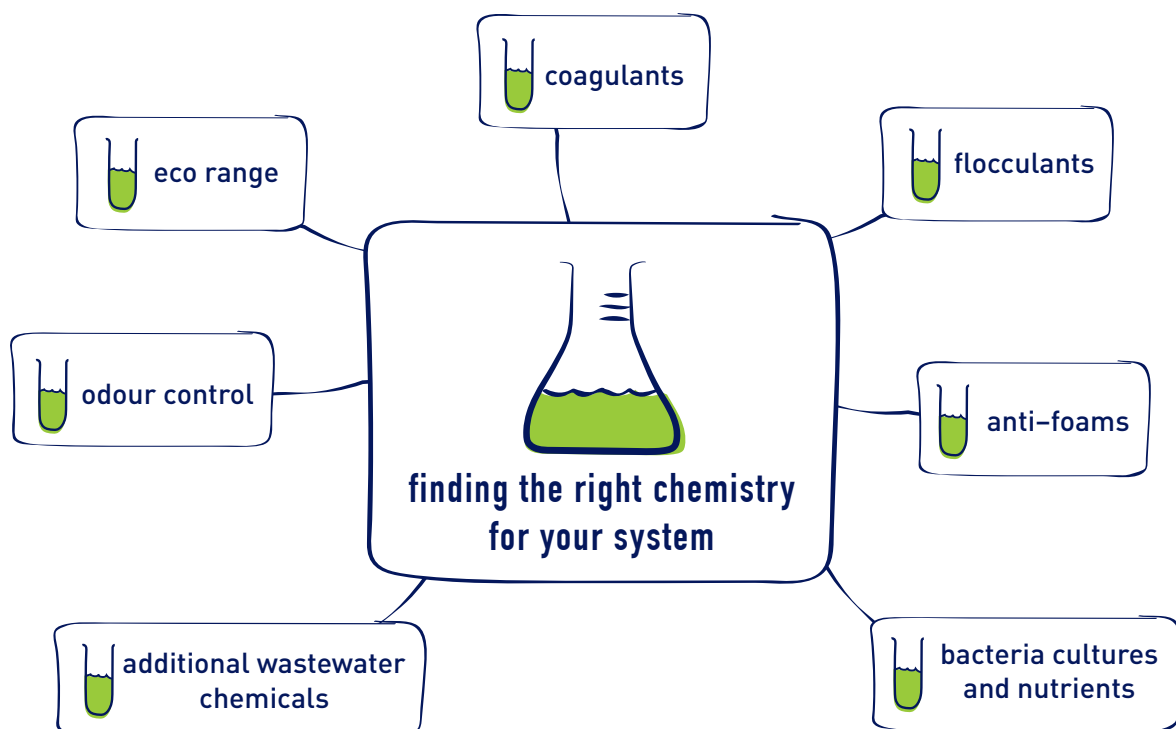 coagulants
eco range
flocculants
odour control
anti–foams
finding the right chemistry
for your system
additional wastewater
chemicals
bacteria cultures
and nutrients